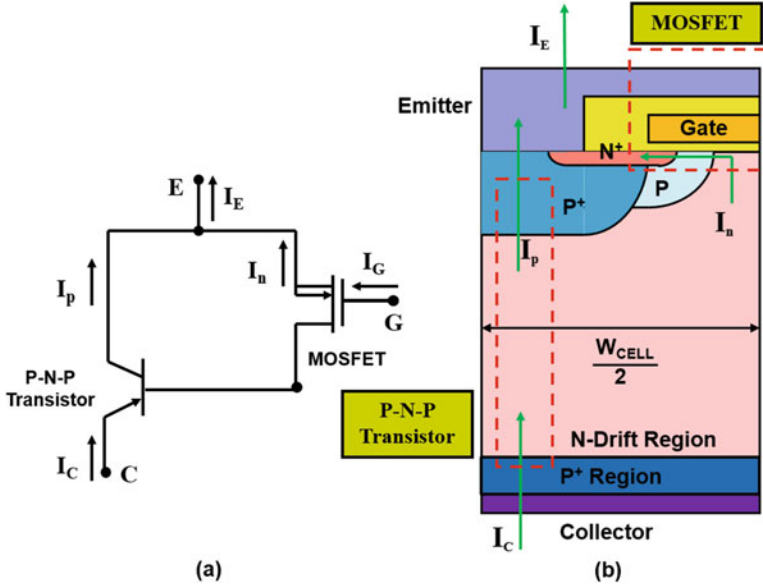 E
I_E
I_p
I_n
I_G
G
MOSFET
P-N-P
Transistor
I_C
C
(a)
MOSFET
I_E
Emitter
Gate
N+
P
P+
I_n
I_p
W_CELL
2
P-N-P
Transistor
N-Drift Region
P+ Region
I_C
Collector
(b)